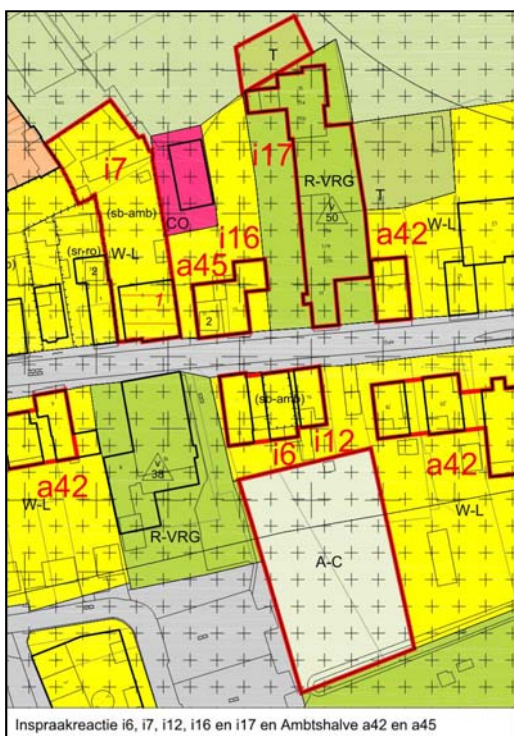 T
i7
i17
R-VRG
(sb-amb)
V
50
CO
T
i16
W-L
a42
(sr-ro)
W-L
a45
2
1
2
(sb-amb)
i6
i12
a42
a42
V
38
W-L
W-L
R-VRG
A-C
Inspraakreactie i6, i7, i12, i16 en i17 en Ambtshalve a42 en a45